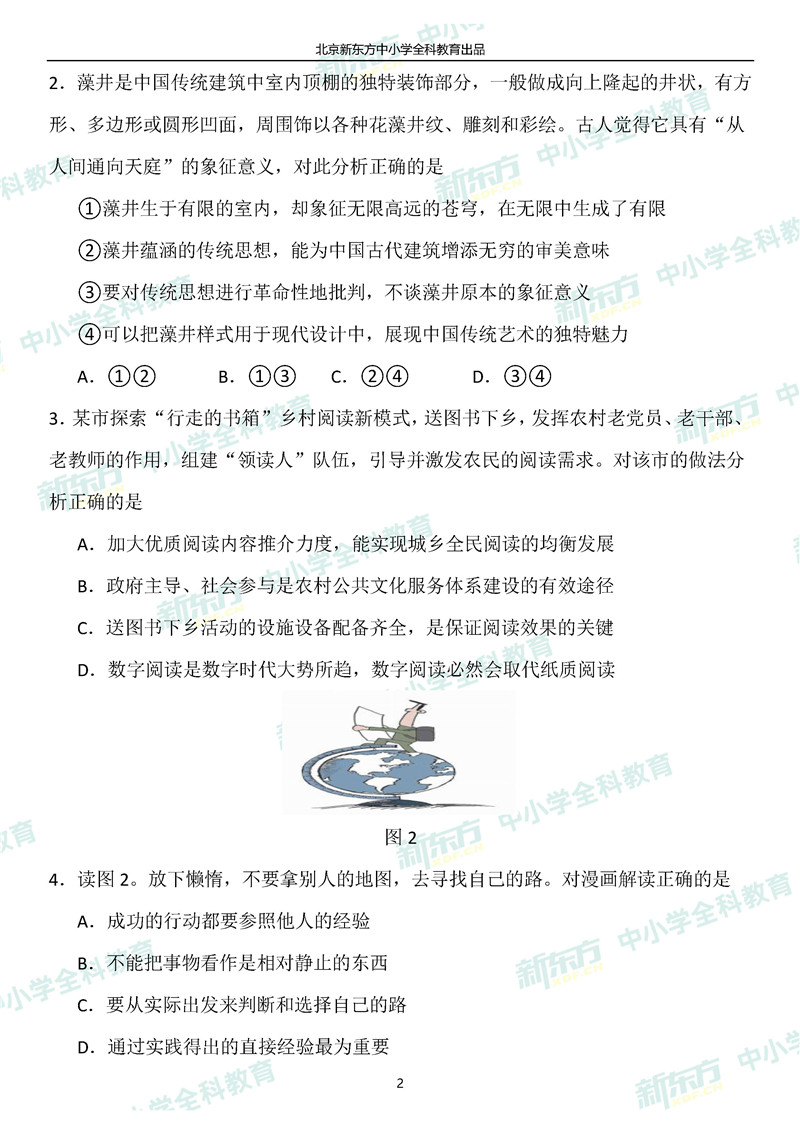 北京新东方中小学全科教育出品
2．藻井是中国传统建筑中室内顶棚的独特装饰部分，一般做成向上隆起的井状，有方
形、多边形或圆形凹面，周围饰以各种花藻井纹、雕刻和彩绘。古人觉得它具有“从
人间通向天庭”的象征意义，对此分析正确的是
①藻井生于有限的室内，却象征无限高远的苍穹，在无限中生成了有限
②藻井蕴涵的传统思想，能为中国古代建筑增添无穷的审美意味
③要对传统思想进行革命性地批判，不谈藻井原本的象征意义
④可以把藻井样式用于现代设计中，展现中国传统艺术的独特魅力
A．①② B．①③ C．②④ D．③④
3．某市探索“行走的书箱”乡村阅读新模式，送图书下乡，发挥农村老党员、老干部、
老教师的作用，组建“领读人”队伍，引导并激发农民的阅读需求。对该市的做法分
析正确的是
A．加大优质阅读内容推介力度，能实现城乡全民阅读的均衡发展
B．政府主导、社会参与是农村公共文化服务体系建设的有效途径
C．送图书下乡活动的设施设备配备齐全，是保证阅读效果的关键
D．数字阅读是数字时代大势所趋，数字阅读必然会取代纸质阅读
图 2
4．读图 2。放下懒惰，不要拿别人的地图，去寻找自己的路。对漫画解读正确的是
A．成功的行动都要参照他人的经验
B．不能把事物看作是相对静止的东西
C．要从实际出发来判断和选择自己的路
D．通过实践得出的直接经验最为重要
2